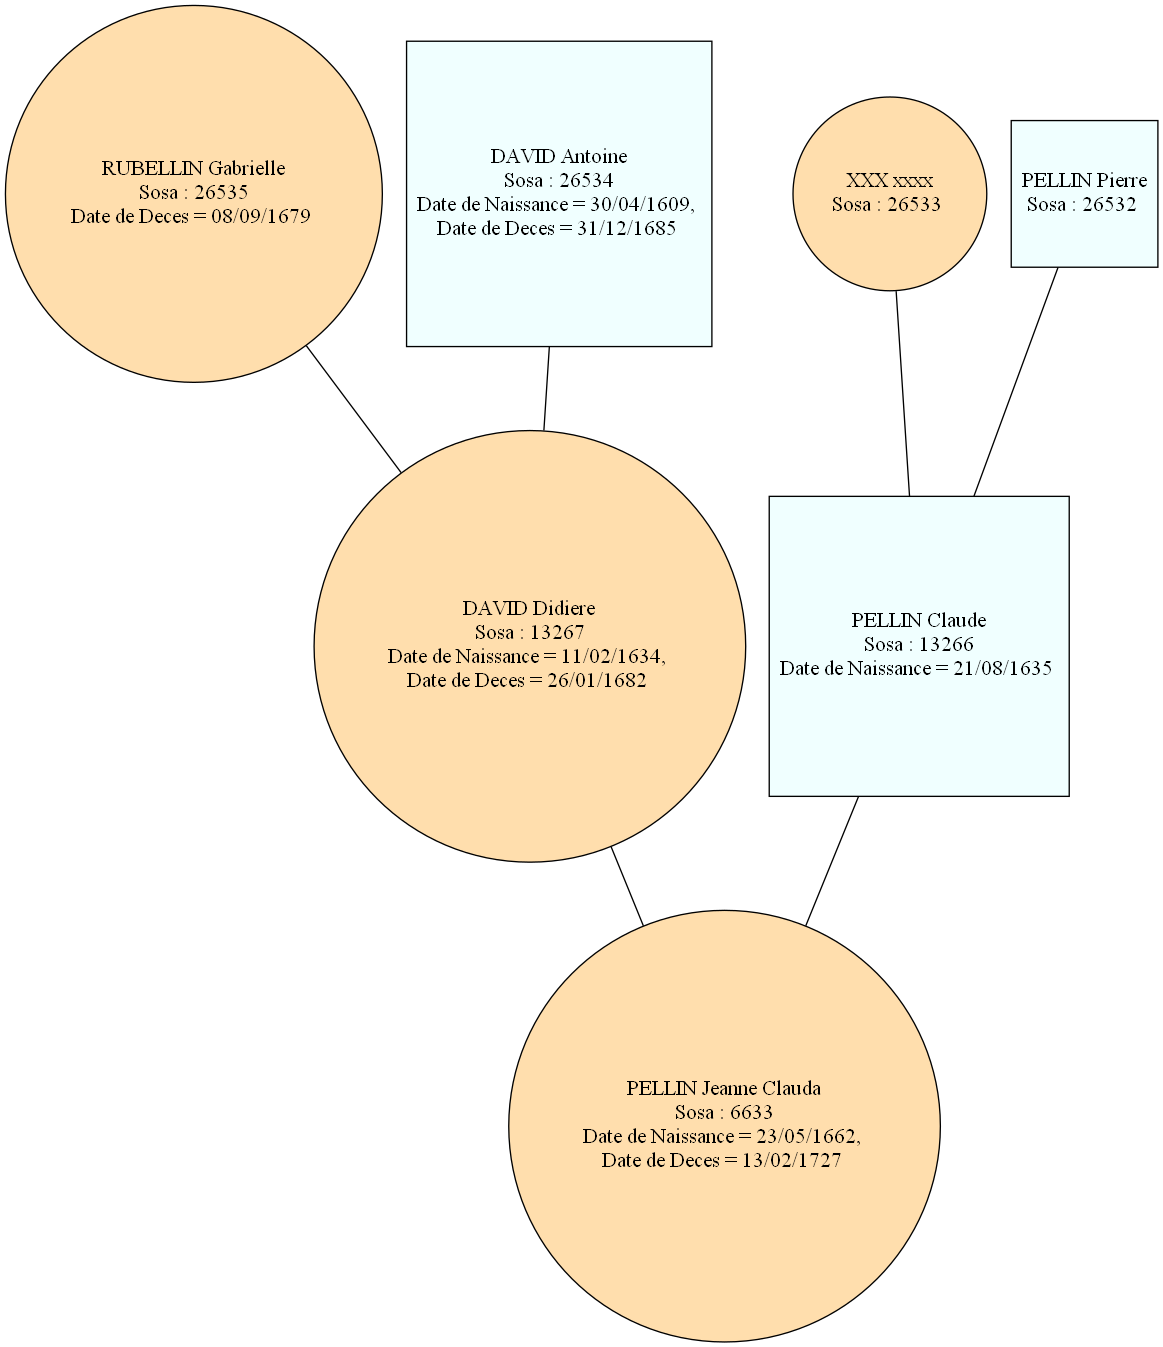 RUBELLIN Gabrielle
Sosa : 26535
Date de Deces = 08/09/1679
DAVID Antoine
Sosa : 26534
Date de Naissance = 30/04/1609,
Date de Deces = 31/12/1685
XXX xxxx
Sosa : 26533
PELLIN Pierre
Sosa : 26532
DAVID Didiere
Sosa : 13267
Date de Naissance = 11/02/1634,
Date de Deces = 26/01/1682
PELLIN Claude
Sosa : 13266
Date de Naissance = 21/08/1635
PELLIN Jeanne Clauda
Sosa : 6633
Date de Naissance = 23/05/1662,
Date de Deces = 13/02/1727